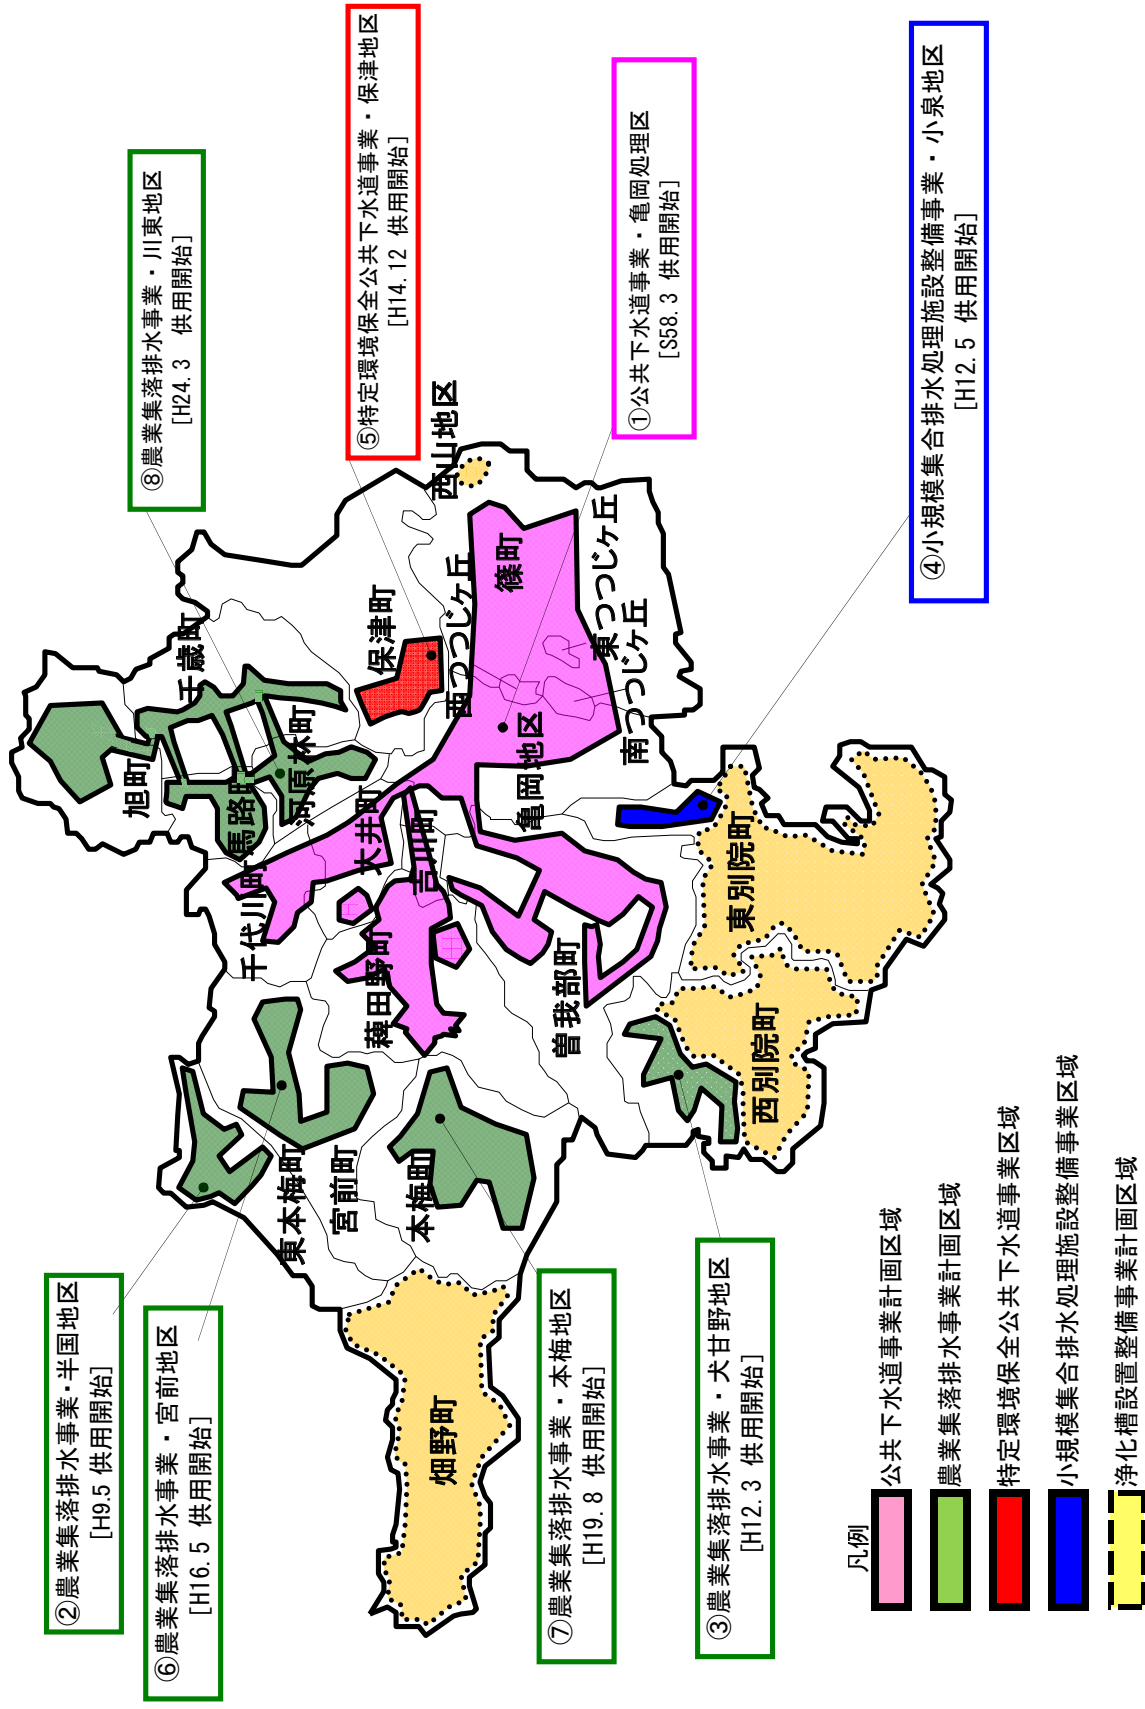 ②農業集落排水事業・半国地区
[H9.5 供用開始]
⑥農業集落排水事業・宮前地区
[H16.5 供用開始]
⑦農業集落排水事業・本梅地区
[H19.8 供用開始]
③農業集落排水事業・犬甘野地区
[H12.3 供用開始]
⑧農業集落排水事業・川東地区
[H24.3 供用開始]
⑤特定環境保全公共下水道事業・保津地区
[H14.12 供用開始]
①公共下水道事業・亀岡処理区
[S58.3 供用開始]
④小規模集合排水処理施設整備事業・小泉地区
[H12.5 供用開始]
旭町
千歳町
馬路町
河原林町
千代川町
大井町
保津町
西山地区
西つつじヶ丘
篠町
東つつじヶ丘
南つつじヶ丘
亀岡地区
吉川町
薭田野町
曽我部町
東別院町
西別院町
東本梅町
宮前町
本梅町
畑野町
凡例
公共下水道事業計画区域
農業集落排水事業計画区域
特定環境保全公共下水道事業区域
小規模集合排水処理施設整備事業区域
浄化槽設置整備事業計画区域